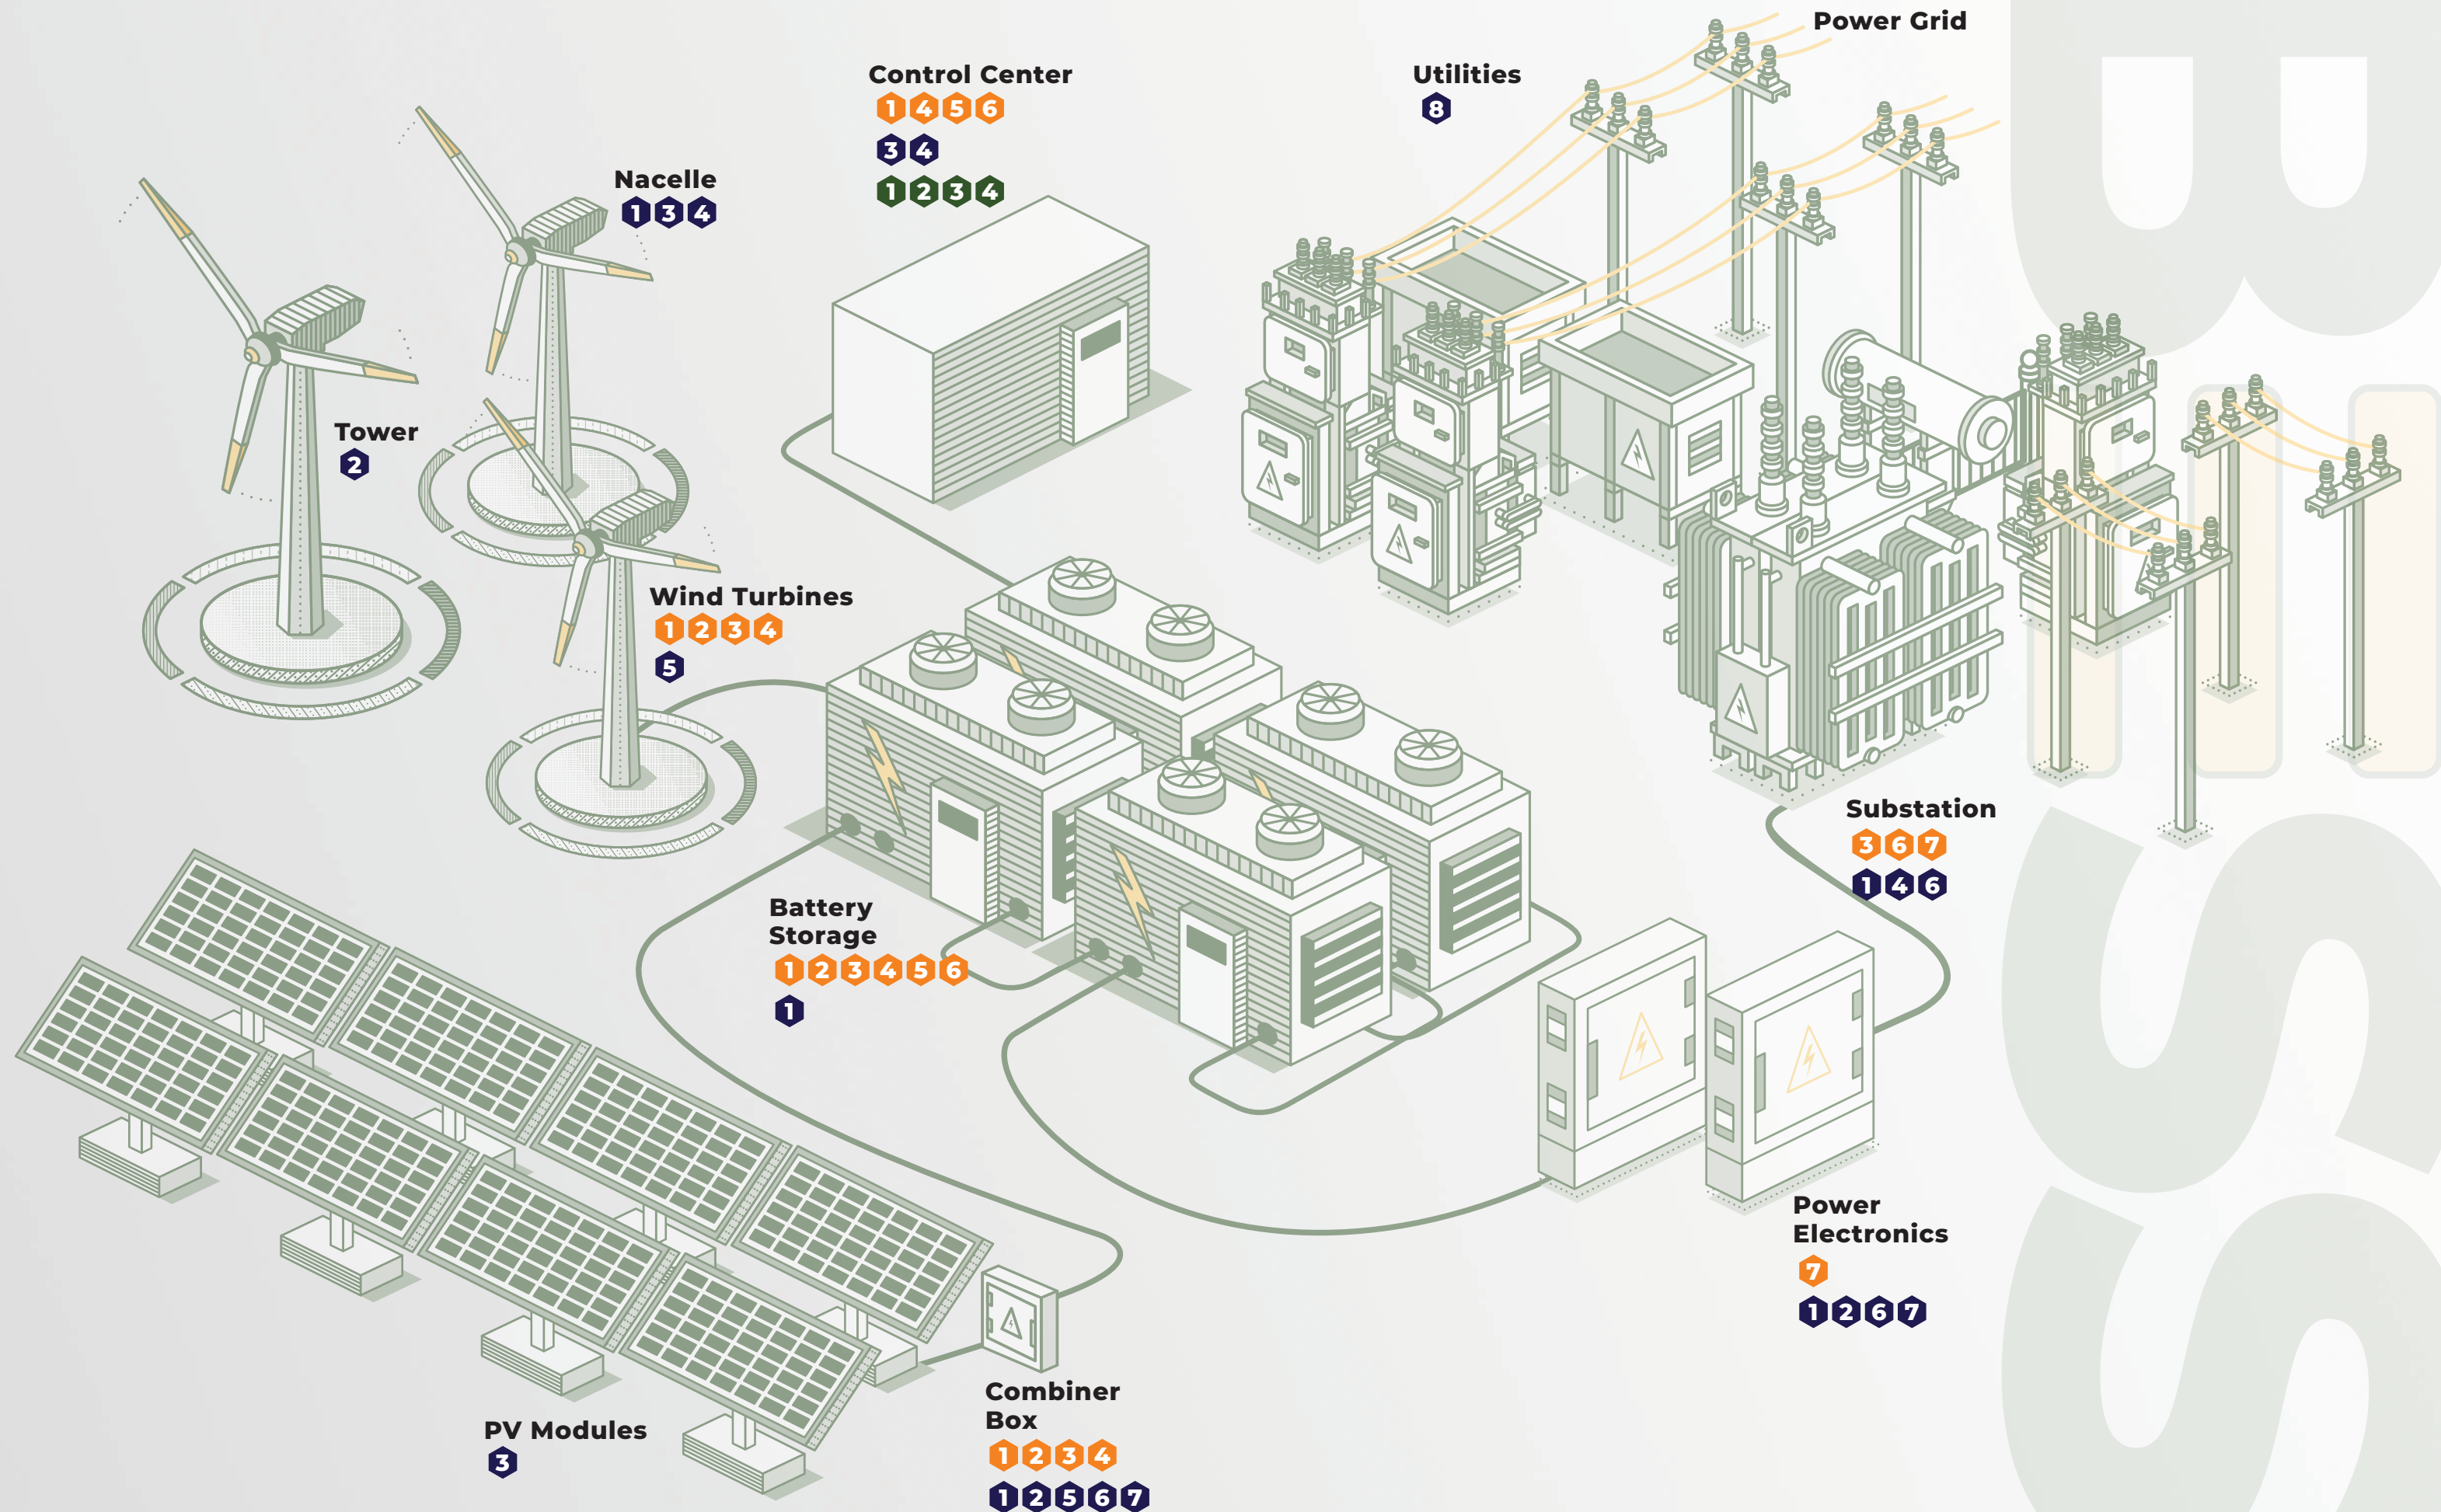 Power Grid
Control Center
1 4 5 6
3 4
1 2 3 4
Utilities
8
Nacelle
1 3 4
Tower
2
Wind Turbines
1 2 3 4
5
Substation
3 6 7
1 4 6
Battery
Storage
1 2 3 4 5 6
1
Power
Electronics
7
1 2 6 7
Combiner
Box
1 2 3 4
1 2 5 6 7
PV Modules
3